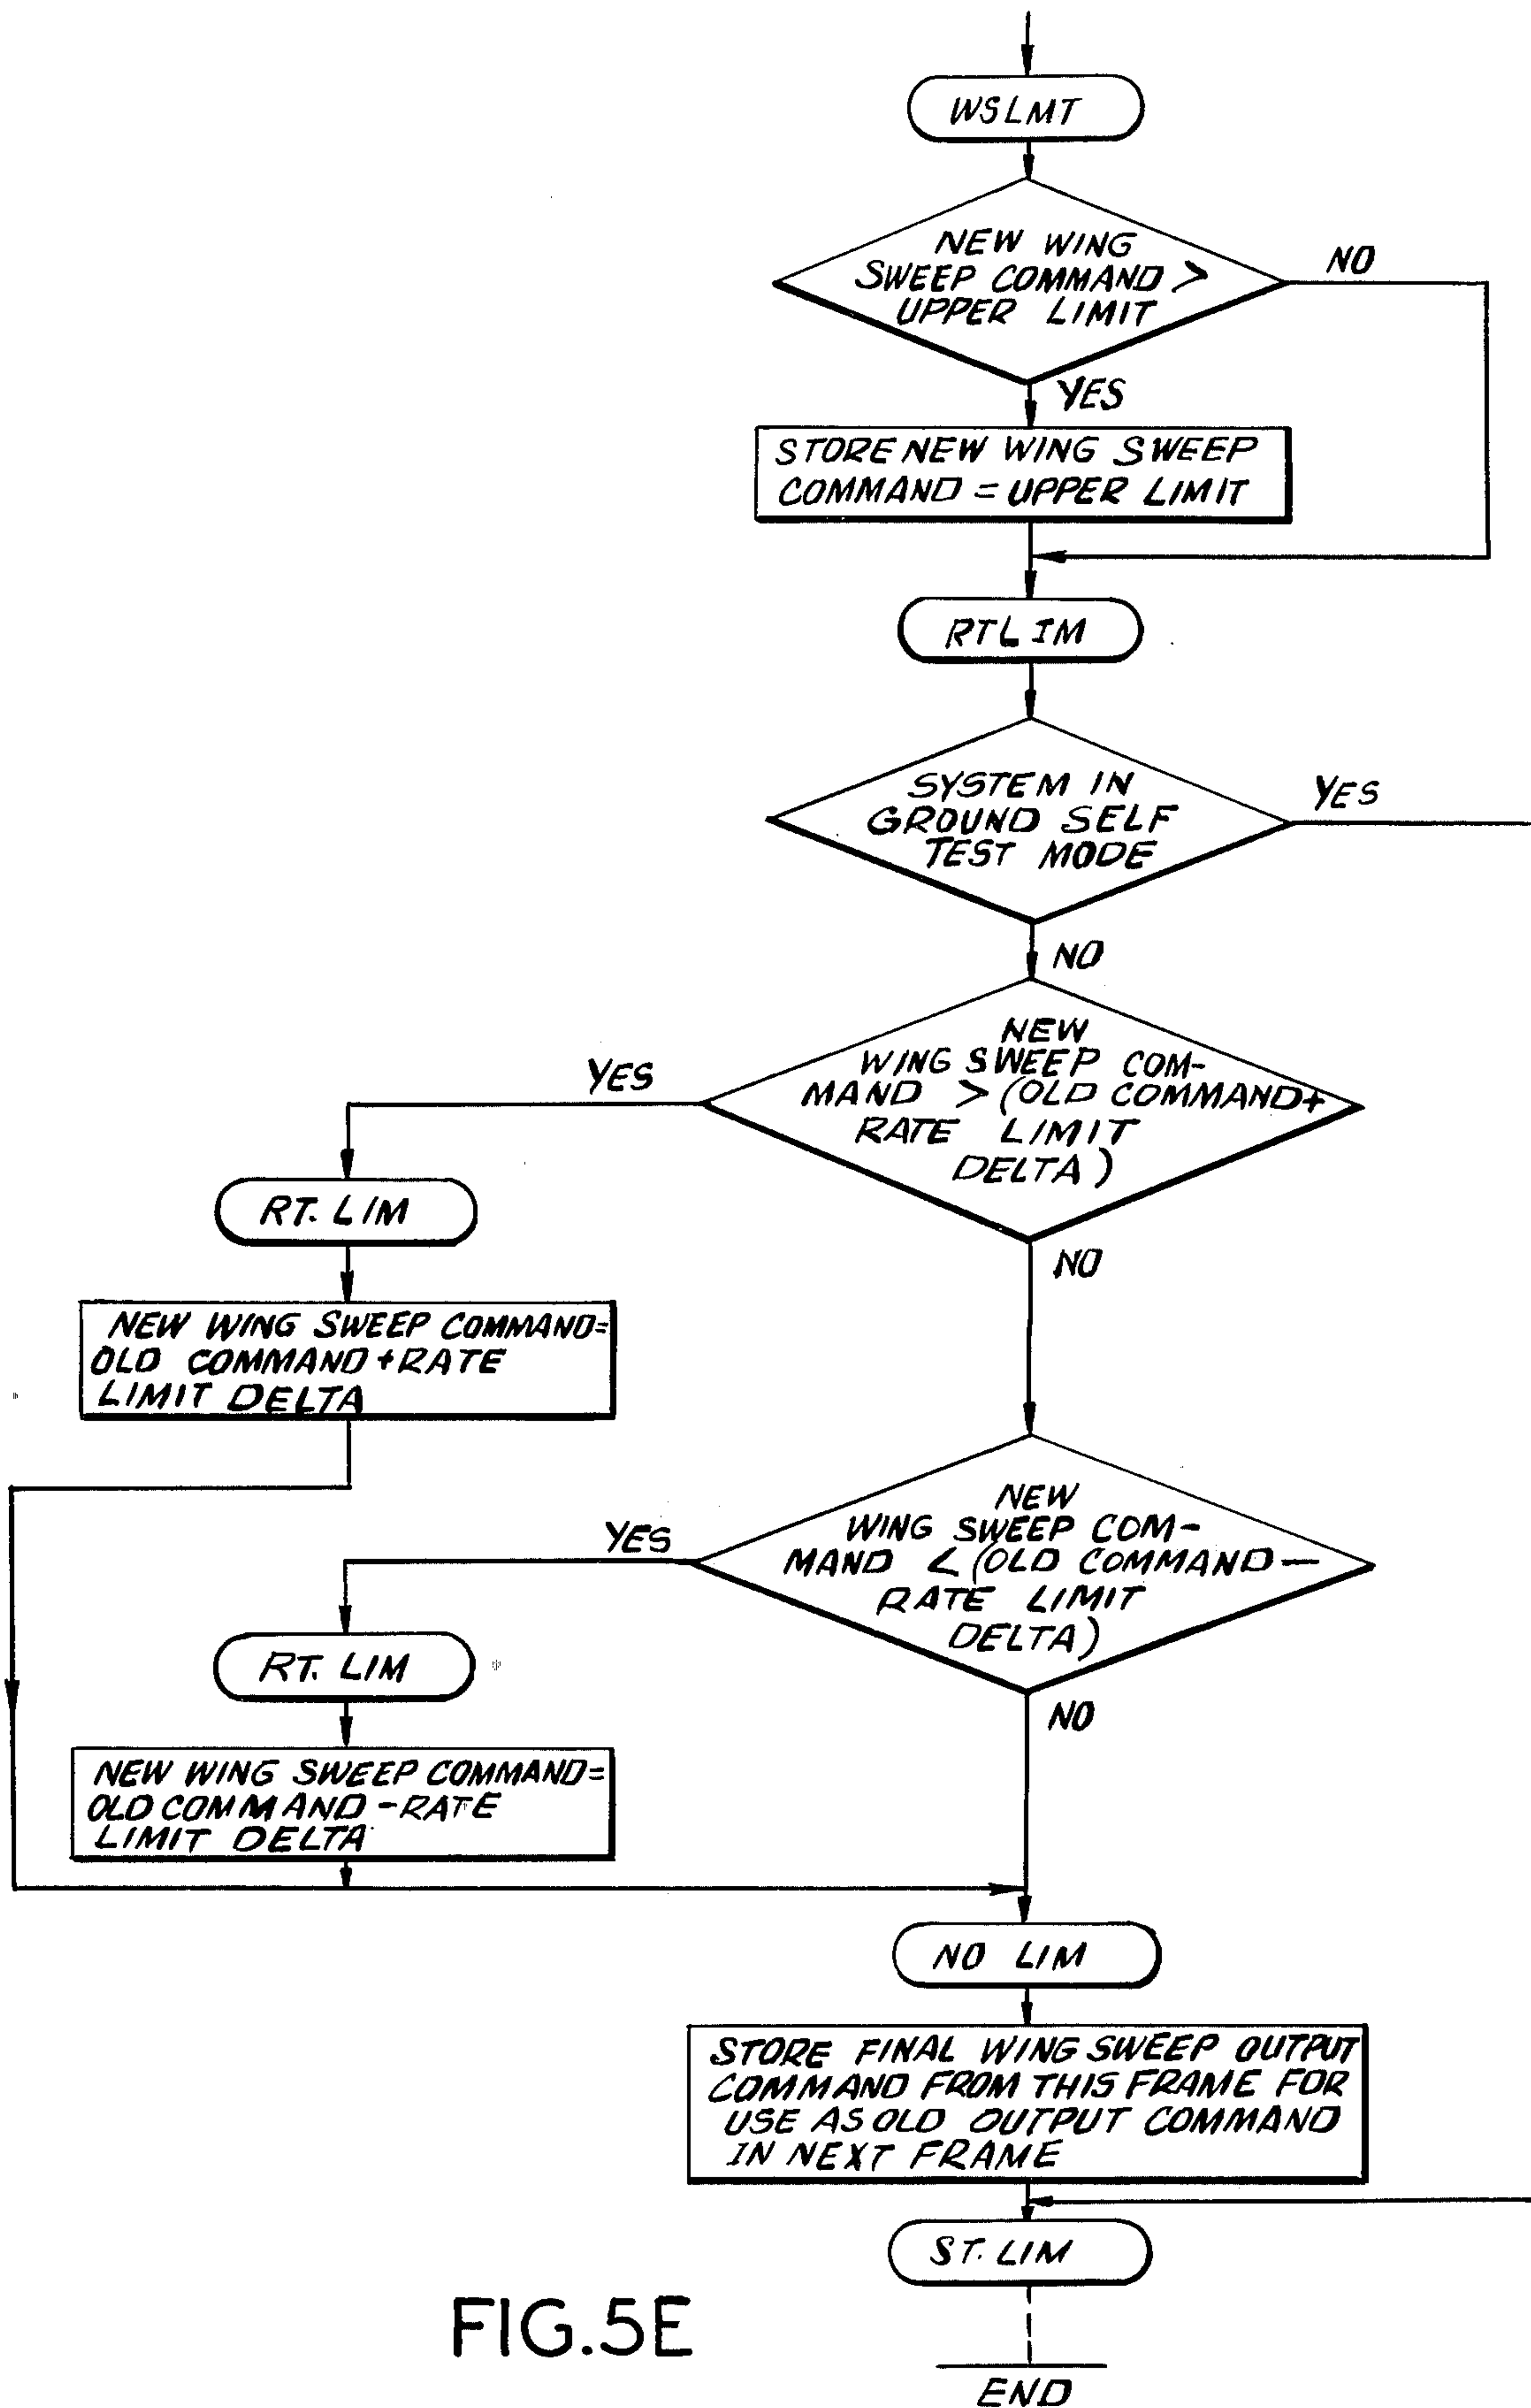 WSLMT
NEW WING
SWEEP COMMAND >
UPPER LIMIT
NO
YES
STORE NEW WING SWEEP
COMMAND = UPPER LIMIT
RTLIM
SYSTEM IN
GROUND SELF
TEST MODE
YES
NO
NEW
WING SWEEP COM-
MAND > (OLD COMMAND+
RATE LIMIT
DELTA)
YES
NO
RT. LIM
NEW WING SWEEP COMMAND=
OLD COMMAND+RATE
LIMIT DELTA
NEW
WING SWEEP COM-
MAND < (OLD COMMAND—
RATE LIMIT
DELTA)
YES
NO
RT. LIM
NEW WING SWEEP COMMAND=
OLD COMMAND-RATE
LIMIT DELTA
NO LIM
STORE FINAL WING SWEEP OUTPUT
COMMAND FROM THIS FRAME FOR
USE AS OLD OUTPUT COMMAND
IN NEXT FRAME
ST. LIM
END
FIG.5E